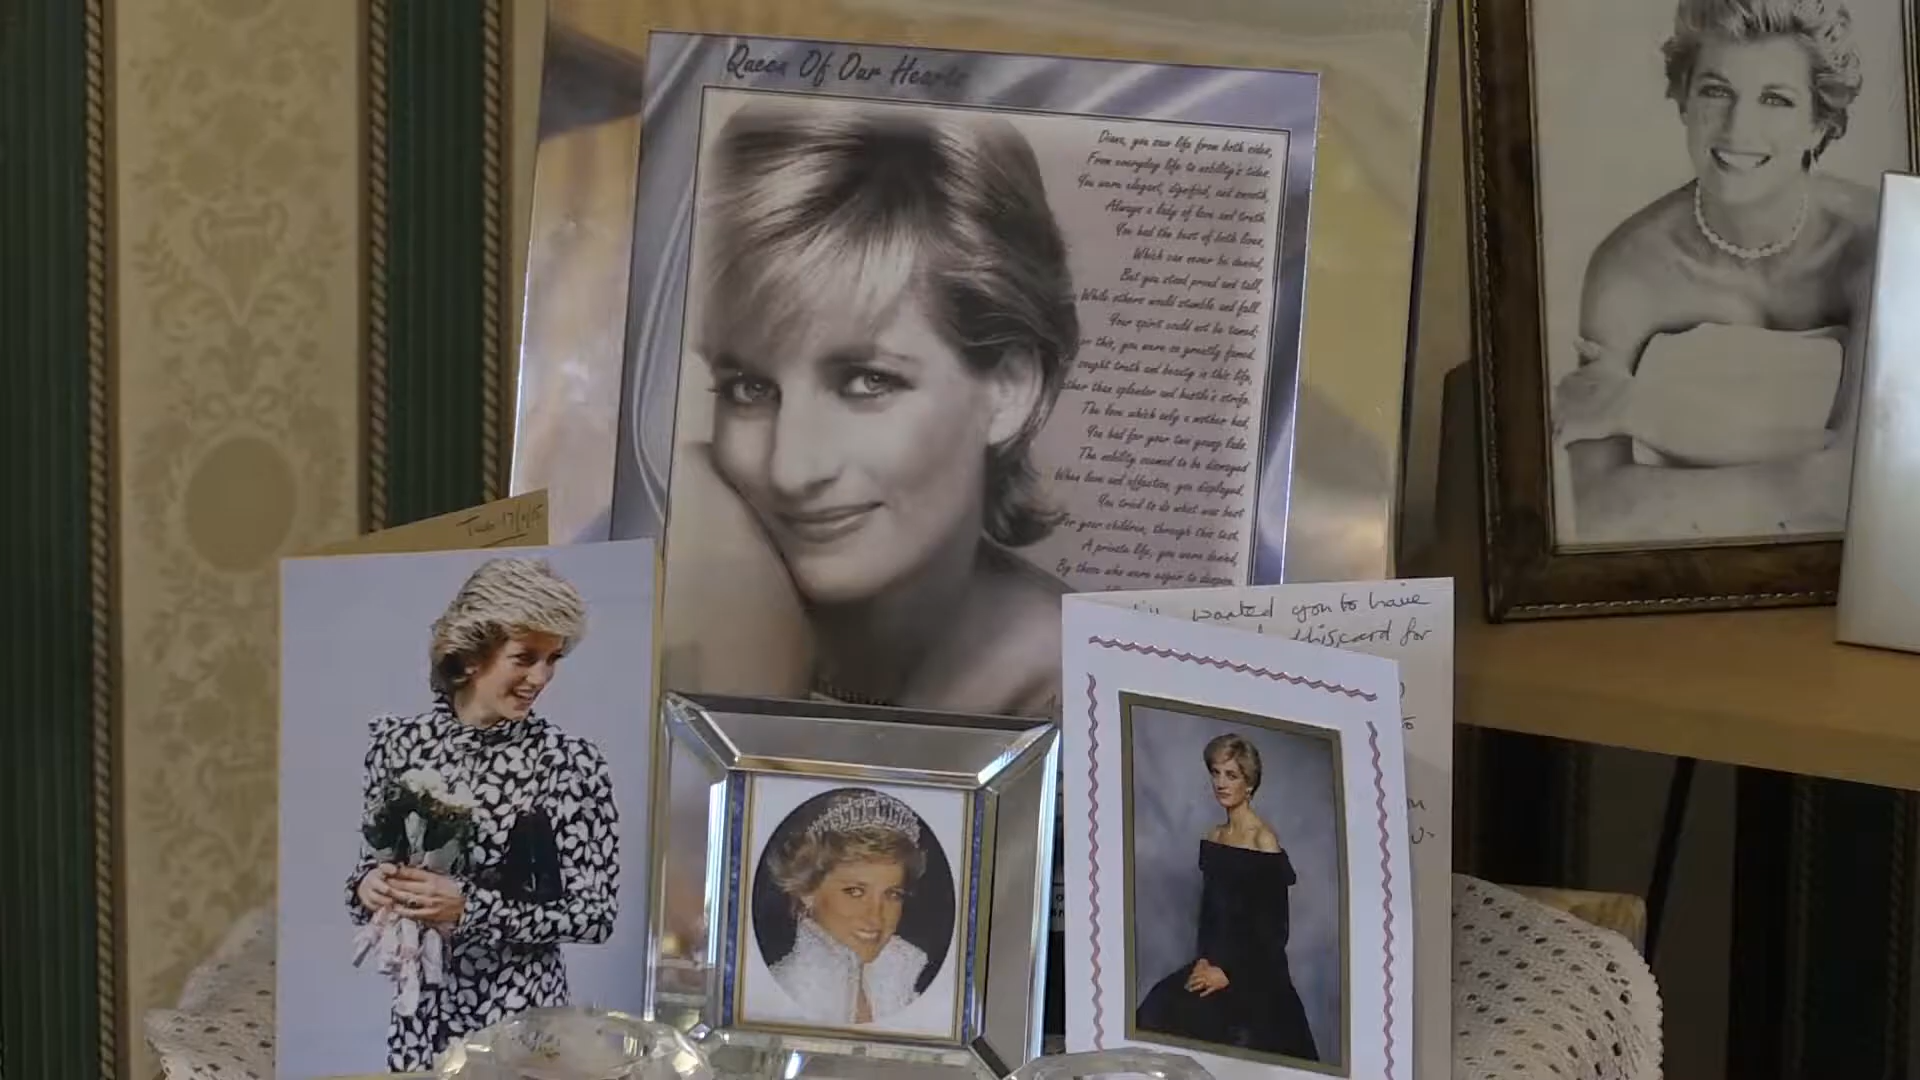 Queen Of Our Hearts
Diana, you saw life from both sides,
From everyday life to nobility's tides.
You were elegant, dignified, and smooth,
Always a lady of love and truth.
You had the best of both lives,
Which can never be denied,
But you stood proud and tall,
While others would stumble and fall.
Your spirit could not be tamed;
this, you were so greatly famed.
sought truth and beauty in this life,
than splendor and bustle's strife.
The love which only a mother had,
You had for your two young lads.
The nobility seemed to be dismayed
When love and affection, you displayed.
You tried to do what was best
For your children, through this test.
A private life, you were denied,
By those who were eager to
Tues 17/
wanted you to have
this card for